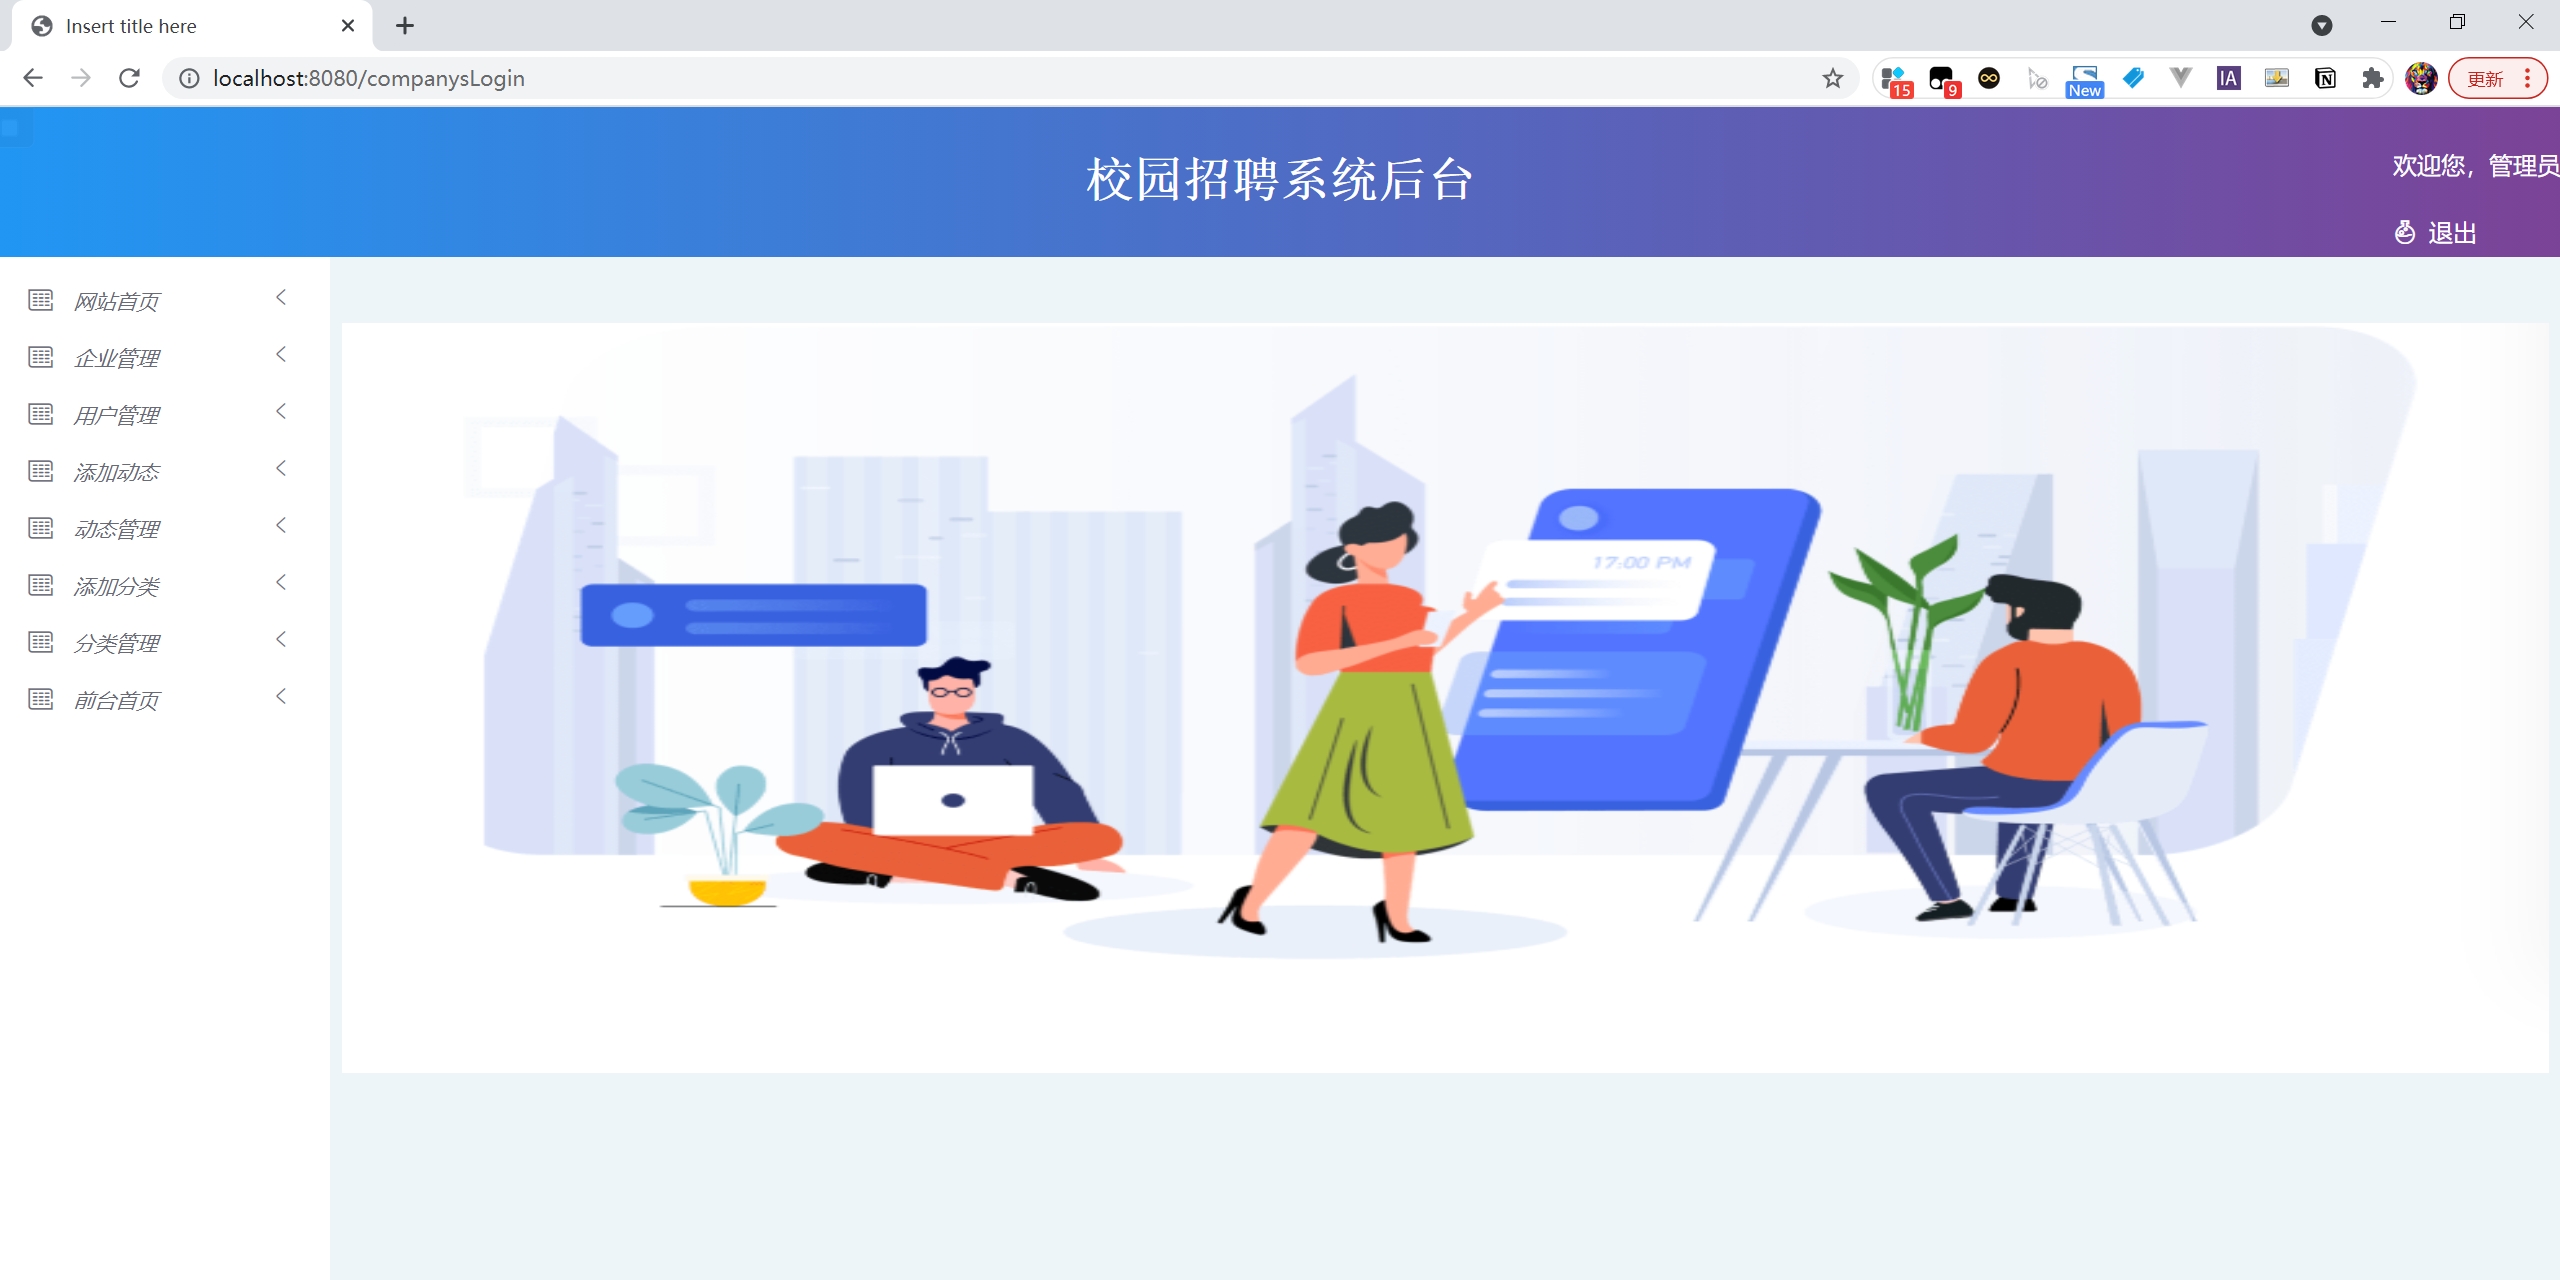 Insert title here
localhost:8080/companysLogin
15
9
New
IA
更新
校园招聘系统后台
欢迎您，管理员
退出
网站首页
企业管理
用户管理
添加动态
动态管理
添加分类
分类管理
前台首页
17:00 PM